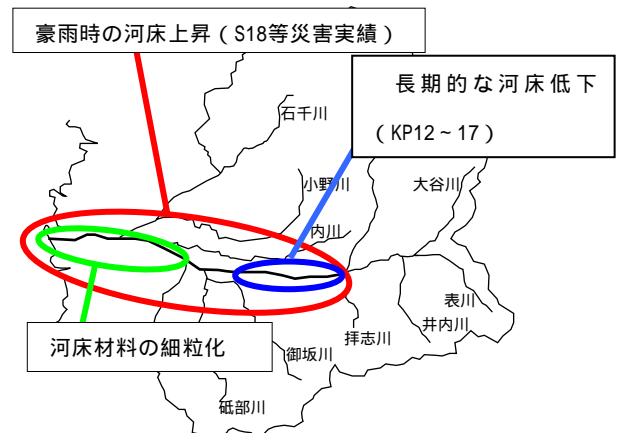 豪雨時の河床上昇(S18等災害実績)
長期的な河床低下
(KP12~17)
石千川
小野川
大谷川
内川
表川
井内川
拝志川
河床材料の細粒化
御坂川
砥部川